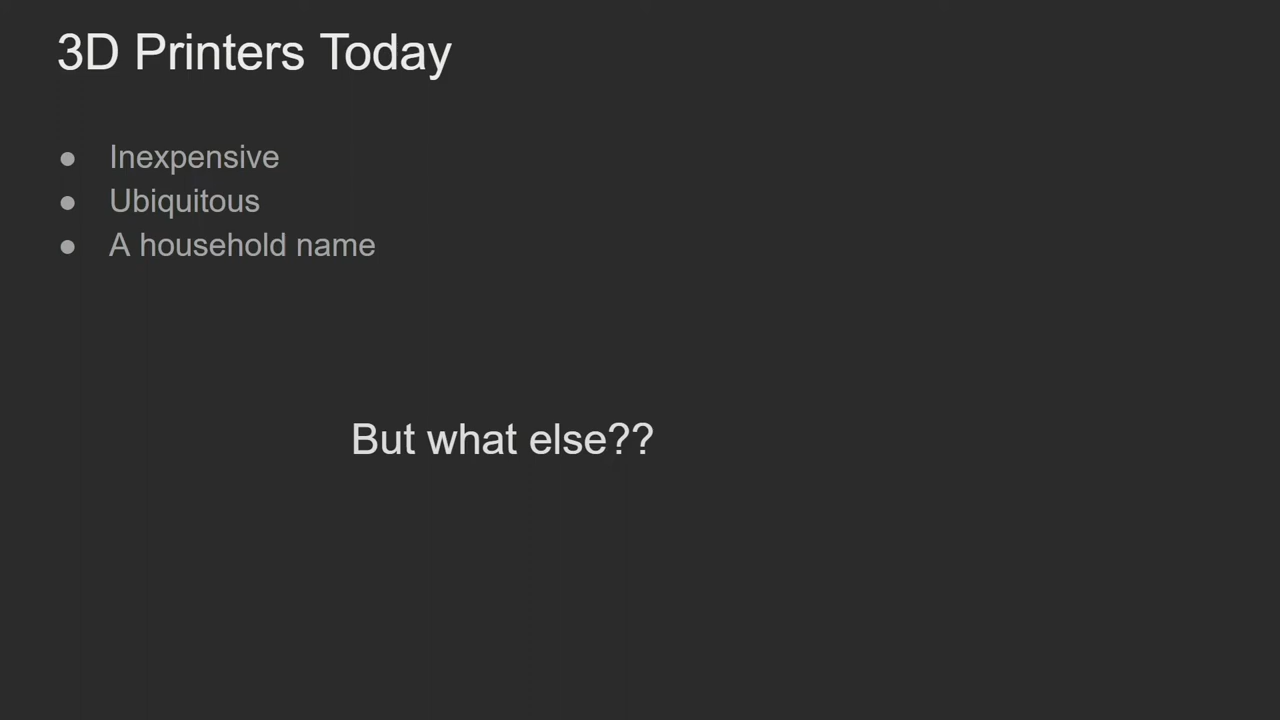 3D Printers Today
● Inexpensive
● Ubiquitous
● A household name
But what else??